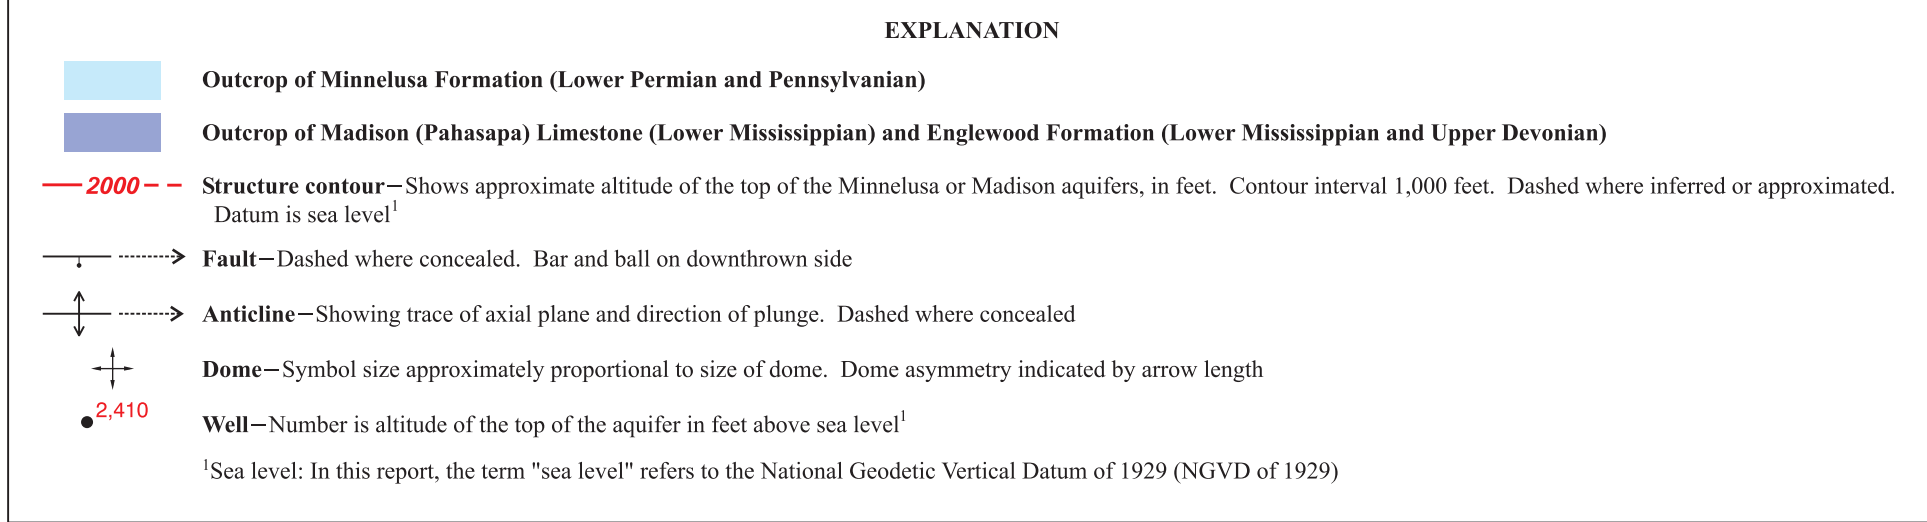 EXPLANATION
Outcrop of Minnelusa Formation (Lower Permian and Pennsylvanian)
Outcrop of Madison (Pahasapa) Limestone (Lower Mississippian) and Englewood Formation (Lower Mississippian and Upper Devonian)
2000 Structure contour—Shows approximate altitude of the top of the Minnelusa or Madison aquifers, in feet. Contour interval 1,000 feet. Dashed where inferred or approximated.
Datum is sea level¹
Fault—Dashed where concealed. Bar and ball on downthrown side
Anticline—Showing trace of axial plane and direction of plunge. Dashed where concealed
Dome—Symbol size approximately proportional to size of dome. Dome asymmetry indicated by arrow length
2,410 Well—Number is altitude of the top of the aquifer in feet above sea level¹
¹Sea level: In this report, the term "sea level" refers to the National Geodetic Vertical Datum of 1929 (NGVD of 1929)